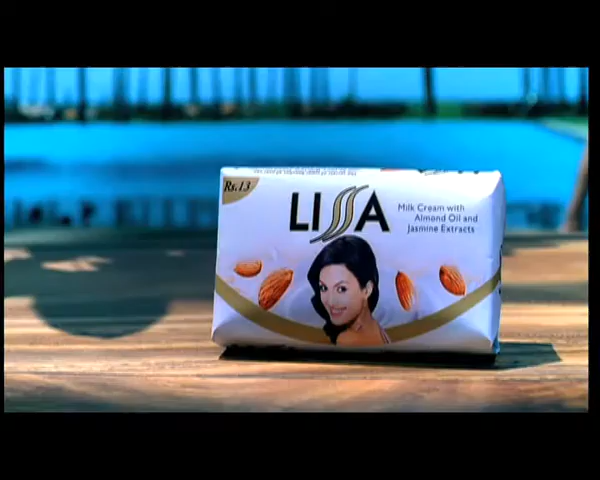 Rs.13
LISSA
Milk Cream with
Almond Oil and
Jasmine Extracts